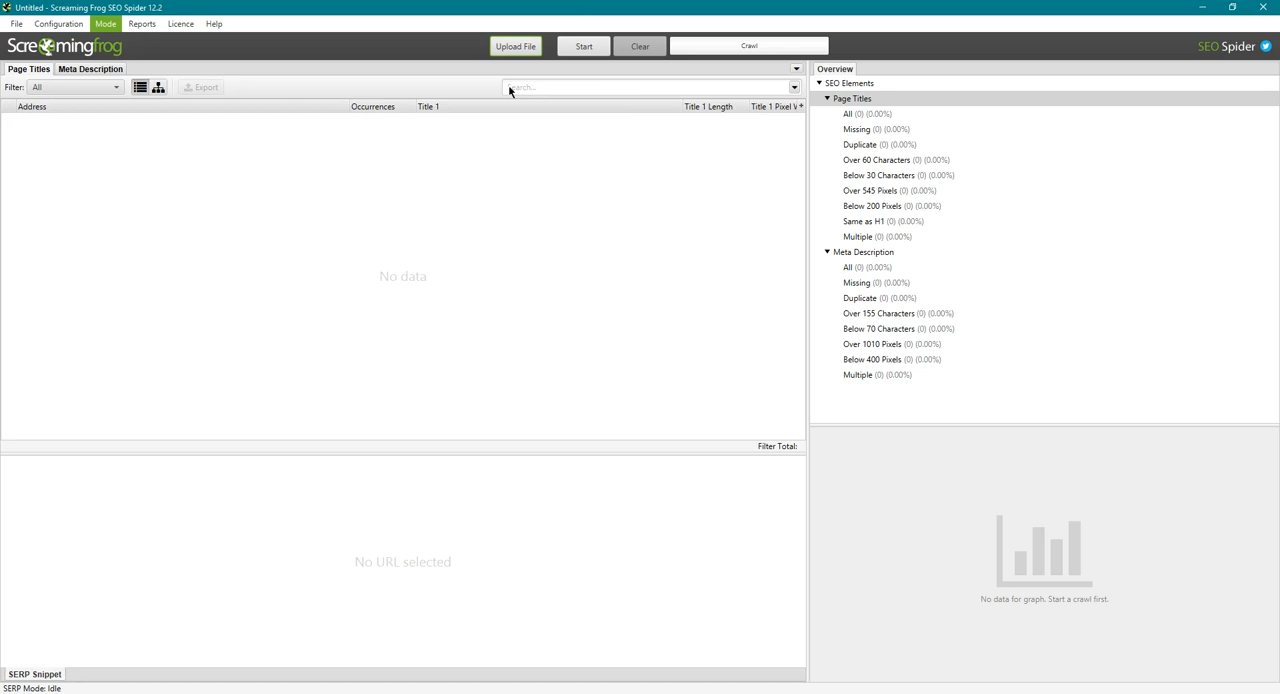 Untitled - Screaming Frog SEO Spider 12.2
File Configuration Mode Reports Licence Help
Screamingfrog Upload File Start Clear Crawl SEO Spider
Page Titles Meta Description
Filter: All Export
Address Occurrences Title 1 Title 1 Length Title 1 Pixel
No data
Filter Total:
No URL selected
SERP Snippet
SERP Mode: Idle
Overview
SEO Elements
Page Titles
All (0) (0.00%)
Missing (0) (0.00%)
Duplicate (0) (0.00%)
Over 60 Characters (0) (0.00%)
Below 30 Characters (0) (0.00%)
Over 545 Pixels (0) (0.00%)
Below 200 Pixels (0) (0.00%)
Same as H1 (0) (0.00%)
Multiple (0) (0.00%)
Meta Description
All (0) (0.00%)
Missing (0) (0.00%)
Duplicate (0) (0.00%)
Over 155 Characters (0) (0.00%)
Below 70 Characters (0) (0.00%)
Over 1010 Pixels (0) (0.00%)
Below 400 Pixels (0) (0.00%)
Multiple (0) (0.00%)
No data for graph. Start a crawl first.